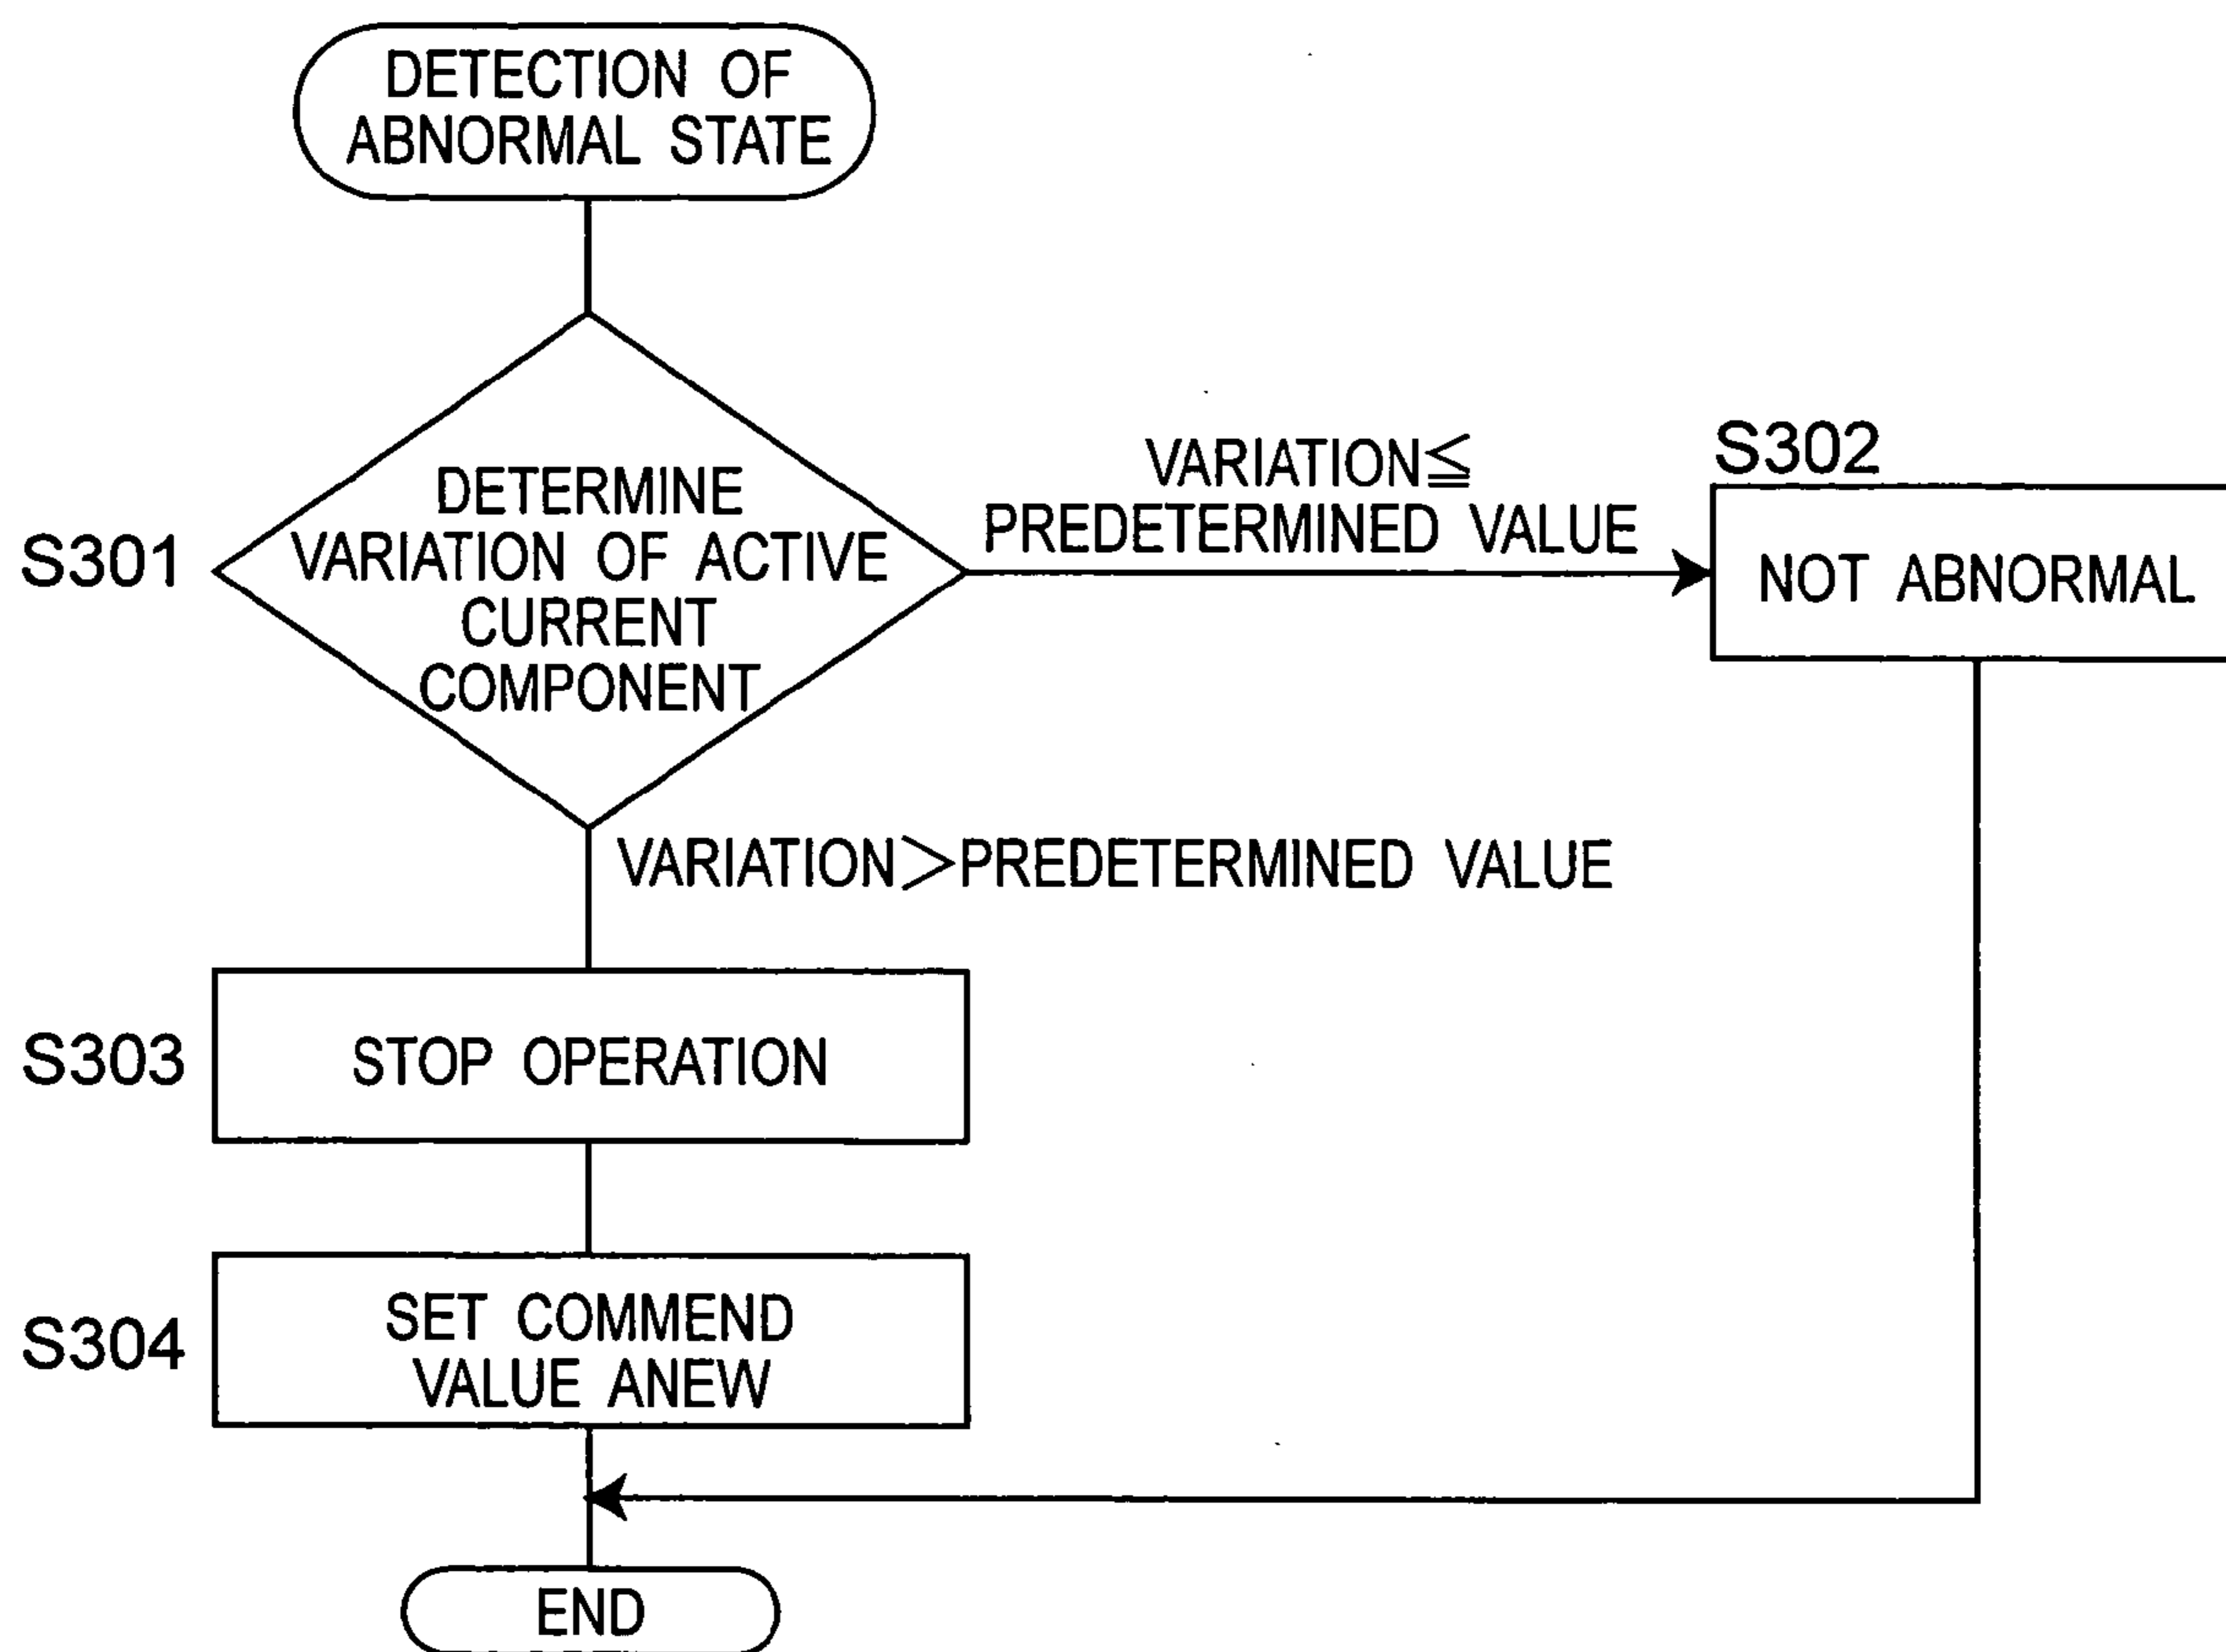 DETECTION OF
ABNORMAL STATE
S301
DETERMINE
VARIATION OF ACTIVE
CURRENT
COMPONENT
VARIATION≦
PREDETERMINED VALUE
S302
NOT ABNORMAL
VARIATION>PREDETERMINED VALUE
S303
STOP OPERATION
S304
SET COMMEND
VALUE ANEW
END